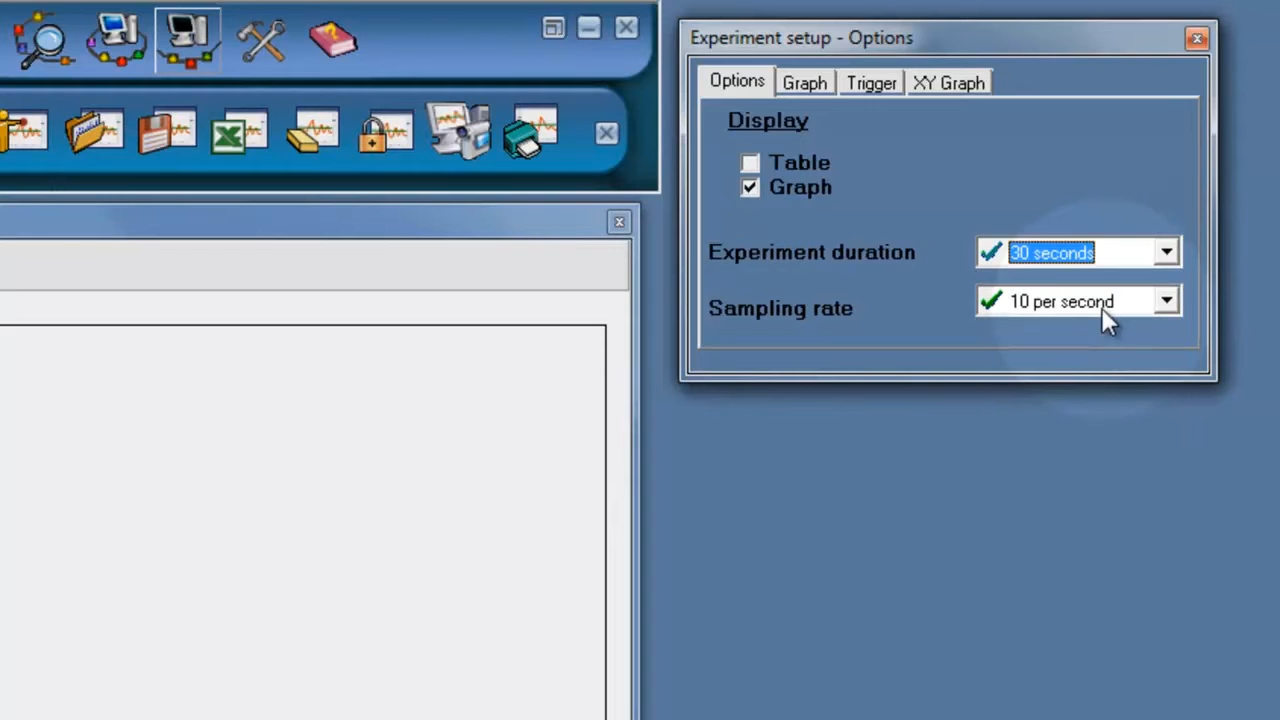 Experiment setup - Options
Options Graph Trigger XY Graph
Display
Table
Graph
Experiment duration 30 seconds
Sampling rate 10 per second